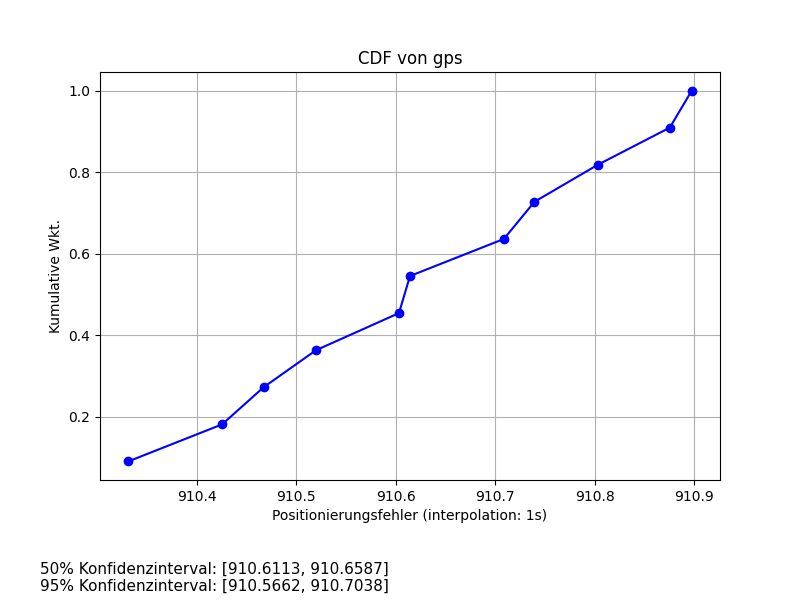 CDF von gps
1.0
0.8
0.6
0.4
0.2
Kumulative Wkt.
910.4 910.5 910.6 910.7 910.8 910.9
Positionierungsfehler (interpolation: 1s)
50% Konfidenzinterval: [910.6113, 910.6587]
95% Konfidenzinterval: [910.5662, 910.7038]